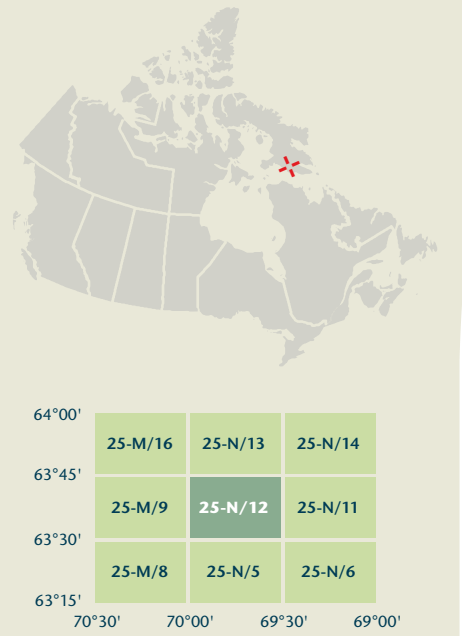 64°00'
25-M/16 25-N/13 25-N/14
63°45'
25-M/9 25-N/12 25-N/11
63°30'
25-M/8 25-N/5 25-N/6
63°15'
70°30' 70°00' 69°30' 69°00'